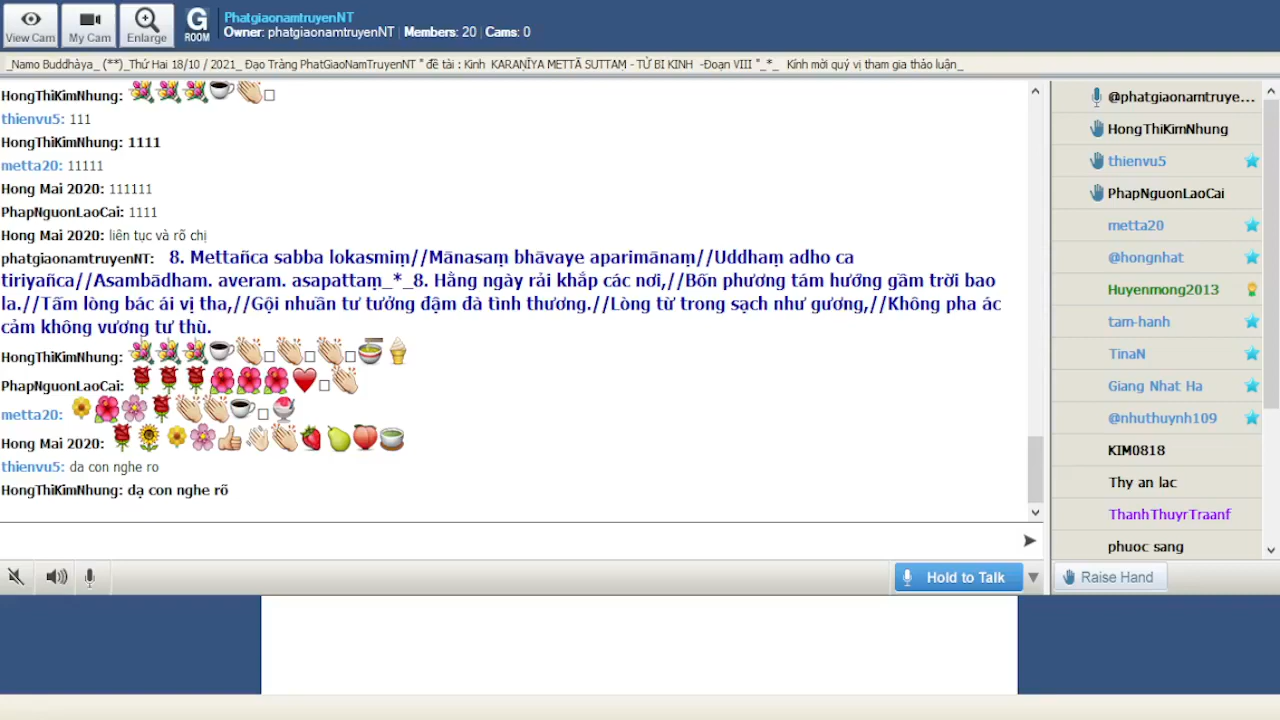 View Cam
My Cam
Enlarge
G
ROOM
PhatgiaonamtruyenNT
Owner: phatgiaonamtruyenNT | Members: 20 | Cams: 0
_Namo Buddhàya_ (**)_Thứ Hai 18/10 / 2021_ Đạo Tràng PhatGiaoNamTruyenNT " đề tài : Kinh KARAṆĪYA METTĀ SUTTAM - TỪ BI KINH -Đoạn VIII "_*_ Kính mời quý vị tham gia thảo luận_
HongThiKimNhung: 💐💐💐☕👏□
thienvu5: 111
HongThiKimNhung: 1111
metta20: 11111
Hong Mai 2020: 111111
PhapNguonLaoCai: 1111
Hong Mai 2020: liên tục và rõ chị
phatgiaonamtruyenNT: 8. Mettañca sabba lokasmiṃ//Mānasaṃ bhāvaye aparimānaṃ//Uddhaṃ adho ca
tiriyañca//Asambādham. averam. asapattaṃ_*_8. Hằng ngày rải khắp các nơi,//Bốn phương tám hướng gầm trời bao
la.//Tấm lòng bác ái vị tha,//Gội nhuần tư tưởng đậm đà tình thương.//Lòng từ trong sạch như gương,//Không pha ác
cảm không vương tư thù.
HongThiKimNhung: 💐💐💐☕👏□👏□👏□🍜🍦
PhapNguonLaoCai: 🌹🌹🌹🌺🌺🌺❤□👏
metta20: 🌼🌺🌸🌹👏👏☕□🍨
Hong Mai 2020: 🌹🌻🌼🌸👍👋👏🍓🍐🍑🍵
thienvu5: da con nghe ro
HongThiKimNhung: dạ con nghe rõ
Hold to Talk
@phatgiaonamtruye...
HongThiKimNhung
thienvu5
PhapNguonLaoCai
metta20
@hongnhat
Huyenmong2013
tam-hanh
TinaN
Giang Nhat Ha
@nhuthuynh109
KIM0818
Thy an lac
ThanhThuyrTraanf
phuoc sang
Raise Hand